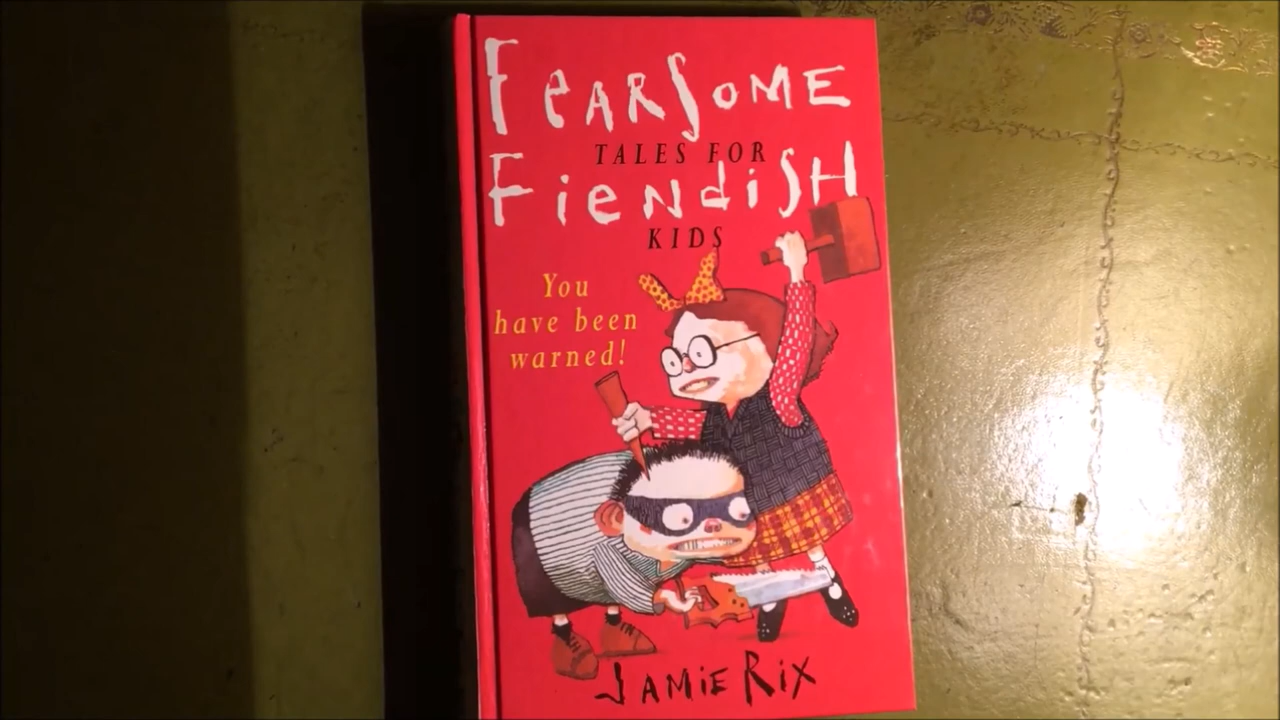 FEARSOME
TALES FOR
FIENDISH
KIDS
You
have been
warned!
JAMIE RIX